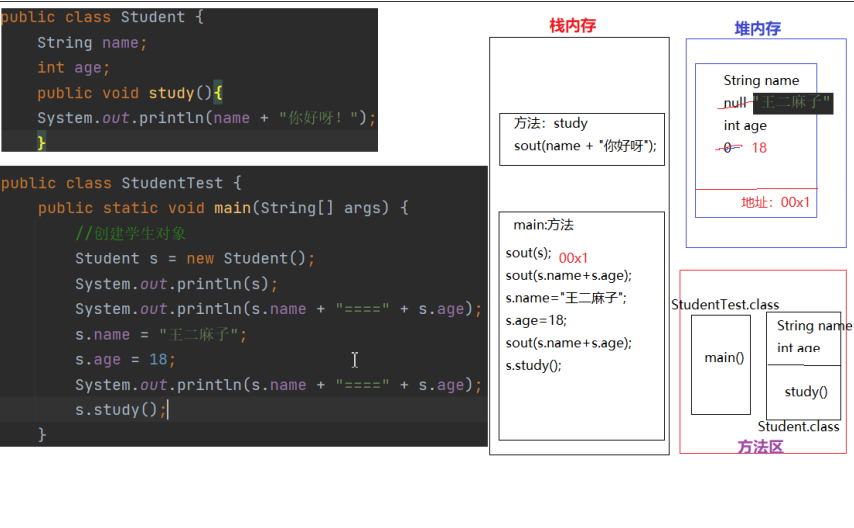 public class Student {
String name;
int age;
public void study(){
System.out.println(name + "你好呀！");
}
public class StudentTest {
public static void main(String[] args) {
//创建学生对象
Student s = new Student();
System.out.println(s);
System.out.println(s.name + "====" + s.age);
s.name = "王二麻子";
s.age = 18;
System.out.println(s.name + "====" + s.age);
s.study();
}
栈内存
方法：study
sout(name + "你好呀");
main:方法
sout(s); 00x1
sout(s.name+s.age);
s.name="王二麻子";
s.age=18;
sout(s.name+s.age);
s.study();
堆内存
String name
null "王二麻子"
int age
0 18
地址：00x1
StudentTest.class
main()
String name
int age
study()
Student.class
方法区